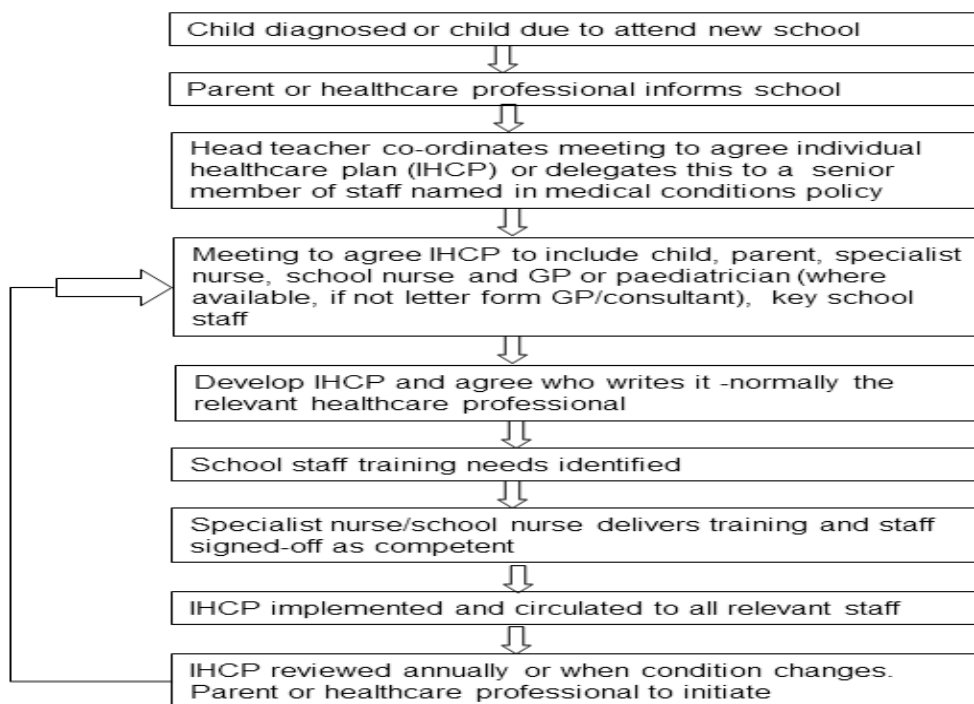 Child diagnosed or child due to attend new school
Parent or healthcare professional informs school
Head teacher co-ordinates meeting to agree individual
healthcare plan (IHCP) or delegates this to a senior
member of staff named in medical conditions policy
Meeting to agree IHCP to include child, parent, specialist
nurse, school nurse and GP or paediatrician (where
available, if not letter form GP/consultant), key school
staff
Develop IHCP and agree who writes it -normally the
relevant healthcare professional
School staff training needs identified
Specialist nurse/school nurse delivers training and staff
signed-off as competent
IHCP implemented and circulated to all relevant staff
IHCP reviewed annually or when condition changes.
Parent or healthcare professional to initiate